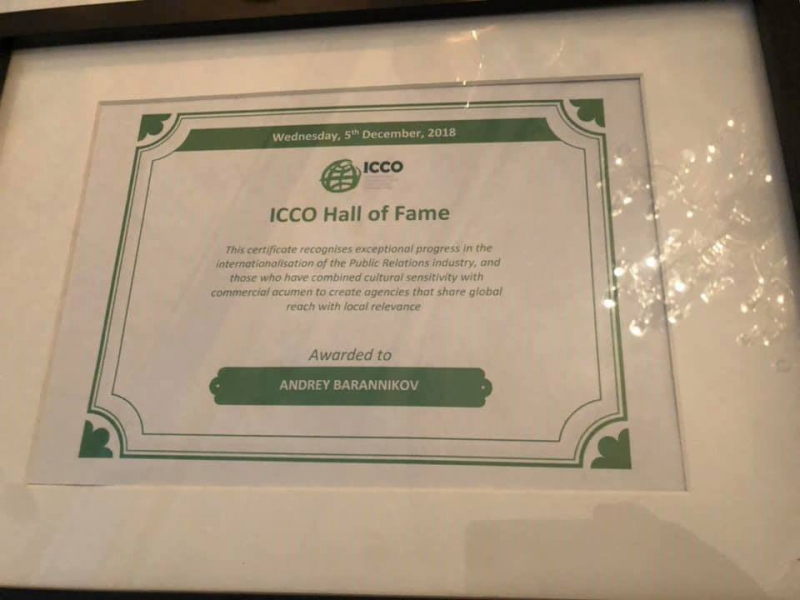 Wednesday, 5th December, 2018
ICCO
ICCO Hall of Fame
This certificate recognises exceptional progress in the
internationalisation of the Public Relations industry, and
those who have combined cultural sensitivity with
commercial acumen to create agencies that share global
reach with local relevance
Awarded to
ANDREY BARANNIKOV